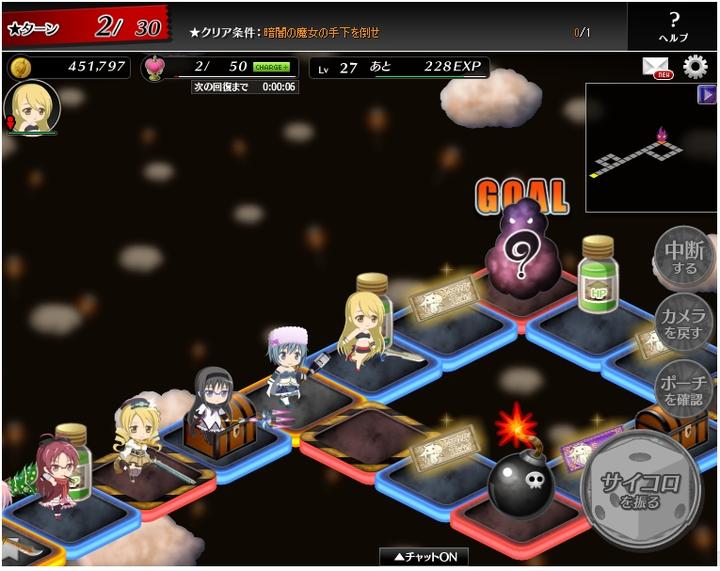 ★ターン 2/ 30
★クリア条件：暗闇の魔女の手下を倒せ 0/1
?
ヘルプ
451,797
2/ 50 CHARGE+
Lv 27 あと 228EXP
NEW
次の回復まで 0:00:06
GOAL
?
HP
中断
する
カメラ
を戻す
ポーチ
を確認
サイコロ
を振る
▲チャットON